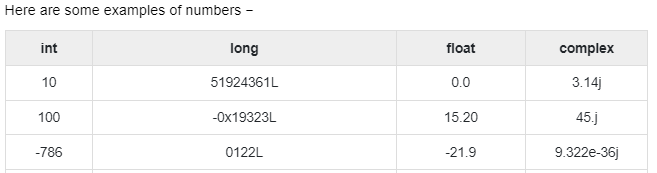 Here are some examples of numbers −
int long float complex
10 51924361L 0.0 3.14j
100 -0x19323L 15.20 45.j
-786 0122L -21.9 9.322e-36j